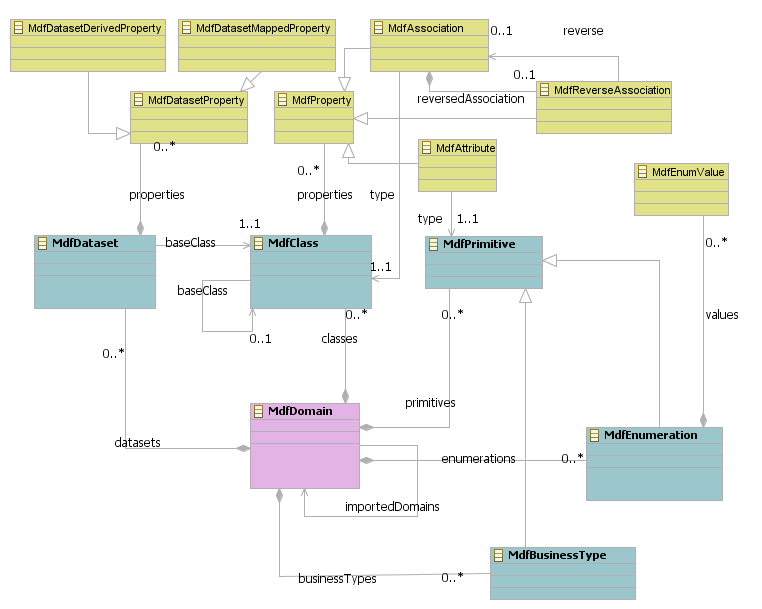 MdfDatasetDerivedProperty
MdfDatasetMappedProperty
MdfAssociation
0..1
reverse
0..1
MdfDatasetProperty
MdfProperty
reversedAssociation
MdfReverseAssociation
0..*
0..*
MdfAttribute
MdfEnumValue
properties
properties
type
type
1..1
1..1
MdfDataset
baseClass
MdfClass
MdfPrimitive
0..*
1..1
baseClass
0..*
0..*
values
0..1
classes
0..*
primitives
MdfDomain
datasets
MdfEnumeration
enumerations
0..*
importedDomains
MdfBusinessType
businessTypes
0..*